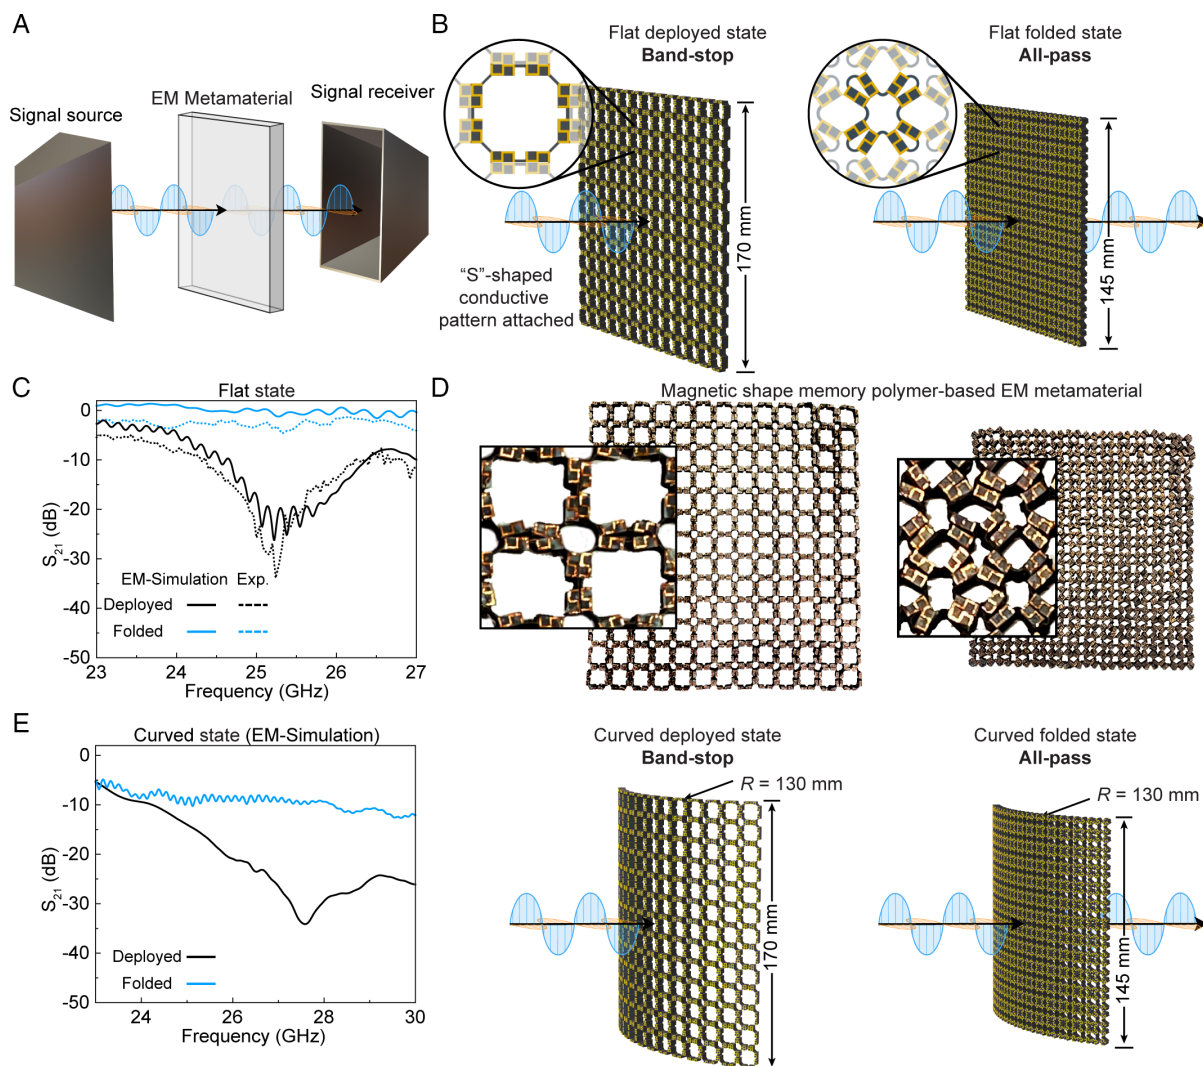 A
Signal source
EM Metamaterial
Signal receiver
B
Flat deployed state
Band-stop
170 mm
“S”-shaped
conductive
pattern attached
Flat folded state
All-pass
145 mm
C
Flat state
0
-10
-20
-30
-40
-50
S21 (dB)
EM-Simulation Exp.
Deployed
Folded
23 24 25 26 27
Frequency (GHz)
D
Magnetic shape memory polymer-based EM metamaterial
E
Curved state (EM-Simulation)
0
-10
-20
-30
-40
-50
S21 (dB)
Deployed
Folded
24 26 28 30
Frequency (GHz)
Curved deployed state
Band-stop
R = 130 mm
170 mm
Curved folded state
All-pass
R = 130 mm
145 mm